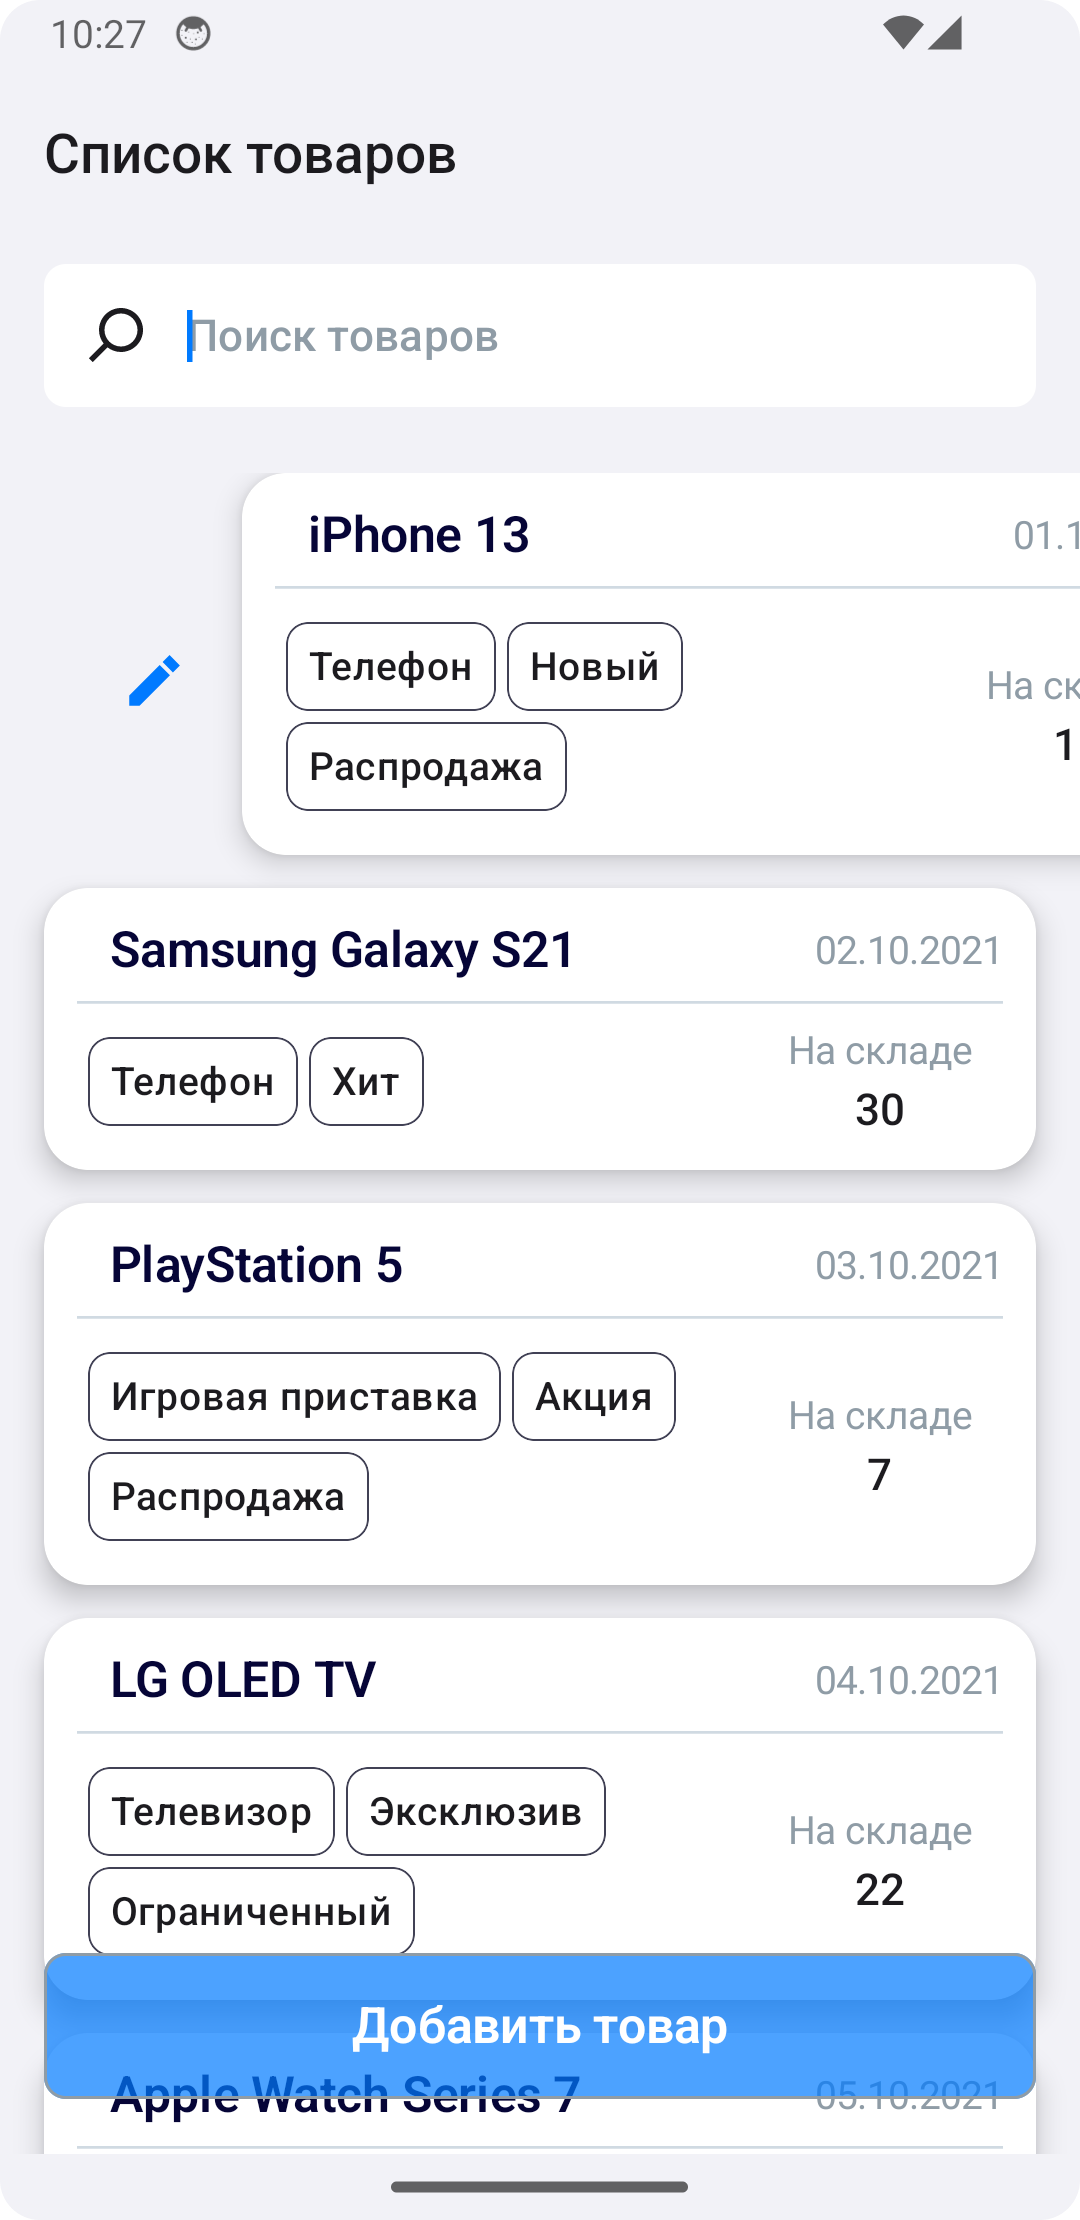 10:27
Список товаров
Поиск товаров
iPhone 13
01.1
Телефон
Новый
На ск
1
Распродажа
Samsung Galaxy S21
02.10.2021
Телефон
Хит
На складе
30
PlayStation 5
03.10.2021
Игровая приставка
Акция
На складе
7
Распродажа
LG OLED TV
04.10.2021
Телевизор
Эксклюзив
На складе
22
Ограниченный
Добавить товар
Apple Watch Series 7
05.10.2021